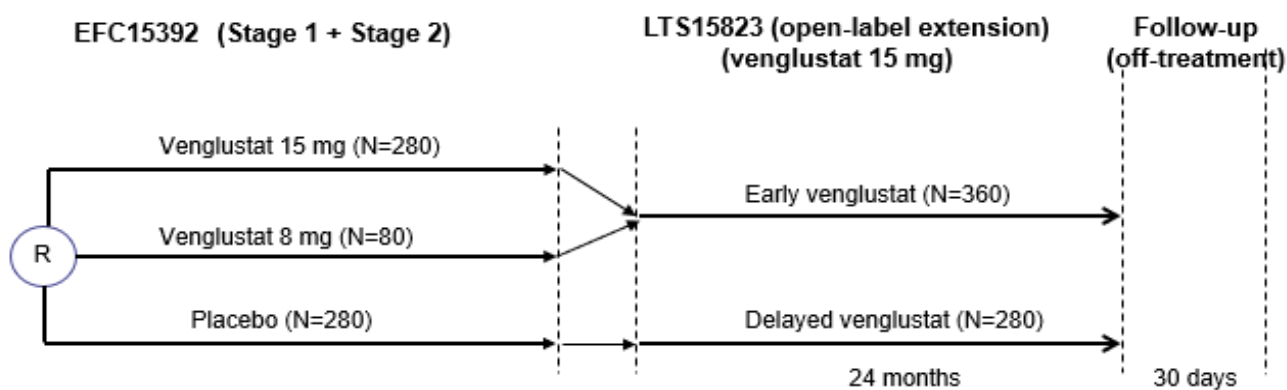 EFC15392 (Stage 1 + Stage 2)
LTS15823 (open-label extension)
(venglustat 15 mg)
Follow-up
(off-treatment)
Venglustat 15 mg (N=280)
Early venglustat (N=360)
R
Venglustat 8 mg (N=80)
Placebo (N=280)
Delayed venglustat (N=280)
24 months
30 days